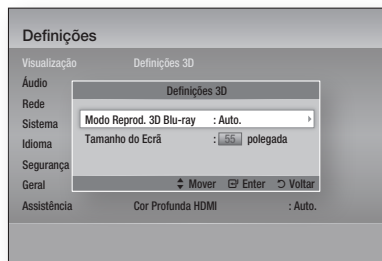 Definições
Visualização Definições 3D
Áudio
Rede
Sistema
Idioma
Segurança
Geral
Assistência Cor Profunda HDMI : Auto.
Definições 3D
Modo Reprod. 3D Blu-ray : Auto.
Tamanho do Ecrã : 55 polegada
Mover Enter Voltar